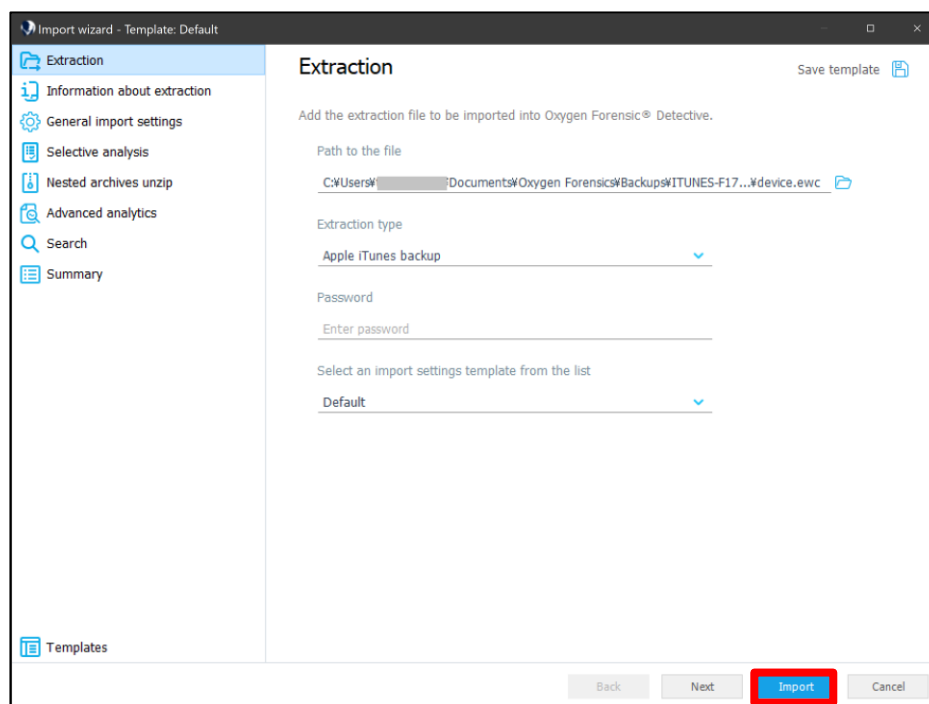 Import wizard - Template: Default
Extraction
Information about extraction
General import settings
Selective analysis
Nested archives unzip
Advanced analytics
Search
Summary
Templates
Extraction
Save template
Add the extraction file to be imported into Oxygen Forensic® Detective.
Path to the file
C:¥Users¥ Documents¥Oxygen Forensics¥Backups¥ITUNES-F17...¥device.ewc
Extraction type
Apple iTunes backup
Password
Enter password
Select an import settings template from the list
Default
Back Next Import Cancel